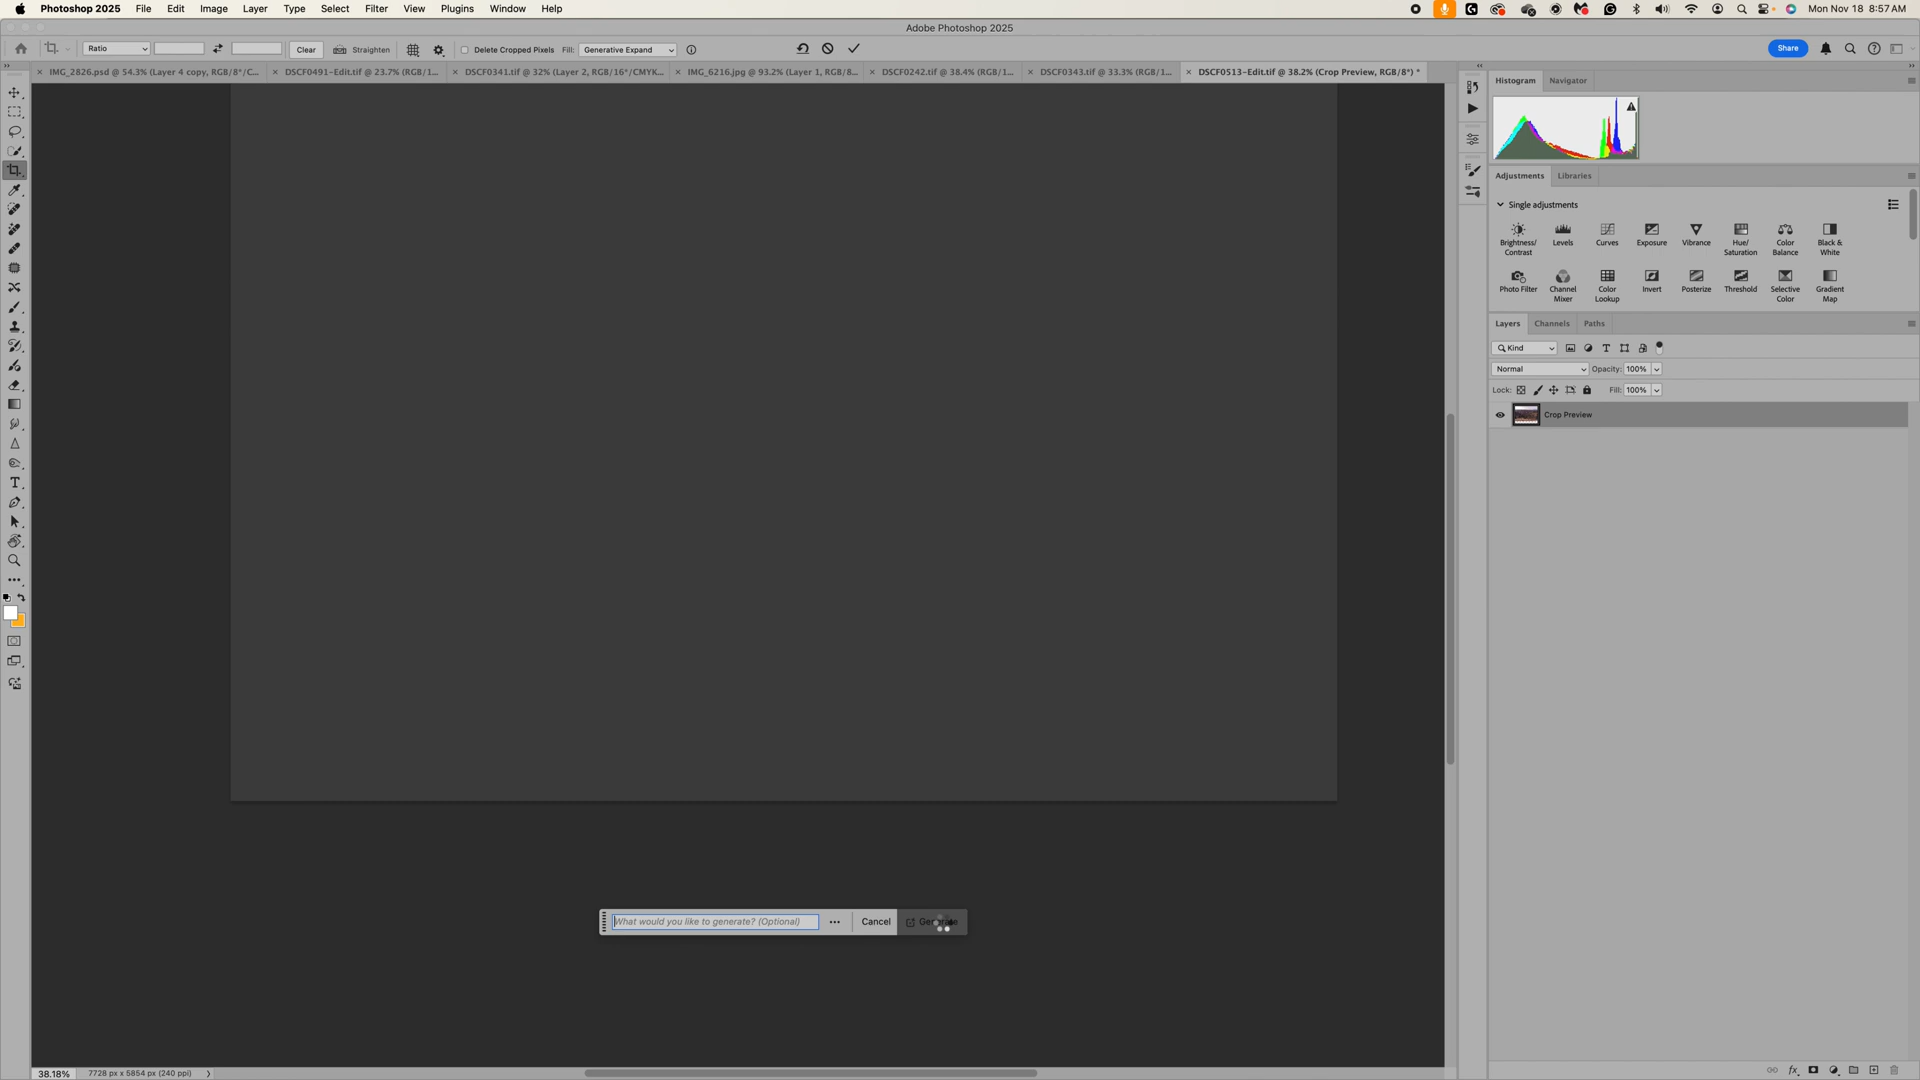 Photoshop 2025 File Edit Image Layer Type Select Filter View Plugins Window Help Mon Nov 18 8:57 AM
Adobe Photoshop 2025
Ratio Clear Straighten Delete Cropped Pixels Fill: Generative Expand Share
IMG_2826.psd @ 54.3% (Layer 4 copy, RGB/8*/C... DSCF0491-Edit.tif @ 23.7% (RGB/1... DSCF0341.tif @ 32% (Layer 2, RGB/16*/CMYK... IMG_6216.jpg @ 93.2% (Layer 1, RGB/8... DSCF0242.tif @ 38.4% (RGB/1... DSCF0343.tif @ 33.3% (RGB/1... DSCF0513-Edit.tif @ 38.2% (Crop Preview, RGB/8*) *
Histogram Navigator
Adjustments Libraries
Single adjustments
Brightness/ Levels Curves Exposure Vibrance Hue/ Color Black &
Contrast Saturation Balance White
Photo Filter Channel Color Invert Posterize Threshold Selective Gradient
Mixer Lookup Color Map
Layers Channels Paths
Kind
Normal Opacity: 100%
Lock: Fill: 100%
Crop Preview
What would you like to generate? (Optional) Cancel Generate
38.18% 7728 px x 5854 px (240 ppi)